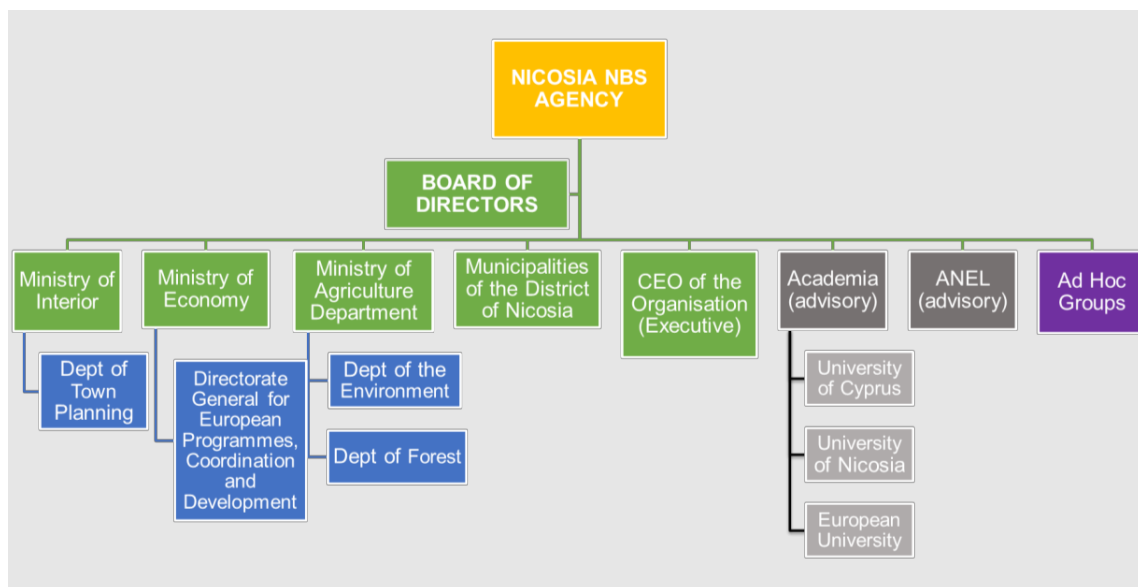 NICOSIA NBS
AGENCY
BOARD OF
DIRECTORS
Ministry of
Interior
Ministry of
Economy
Ministry of
Agriculture
Department
Municipalities
of the District
of Nicosia
CEO of the
Organisation
(Executive)
Academia
(advisory)
ANEL
(advisory)
Ad Hoc
Groups
Dept of
Town
Planning
Directorate
General for
European
Programmes,
Coordination
and
Development
Dept of the
Environment
Dept of Forest
University
of Cyprus
University
of Nicosia
European
University